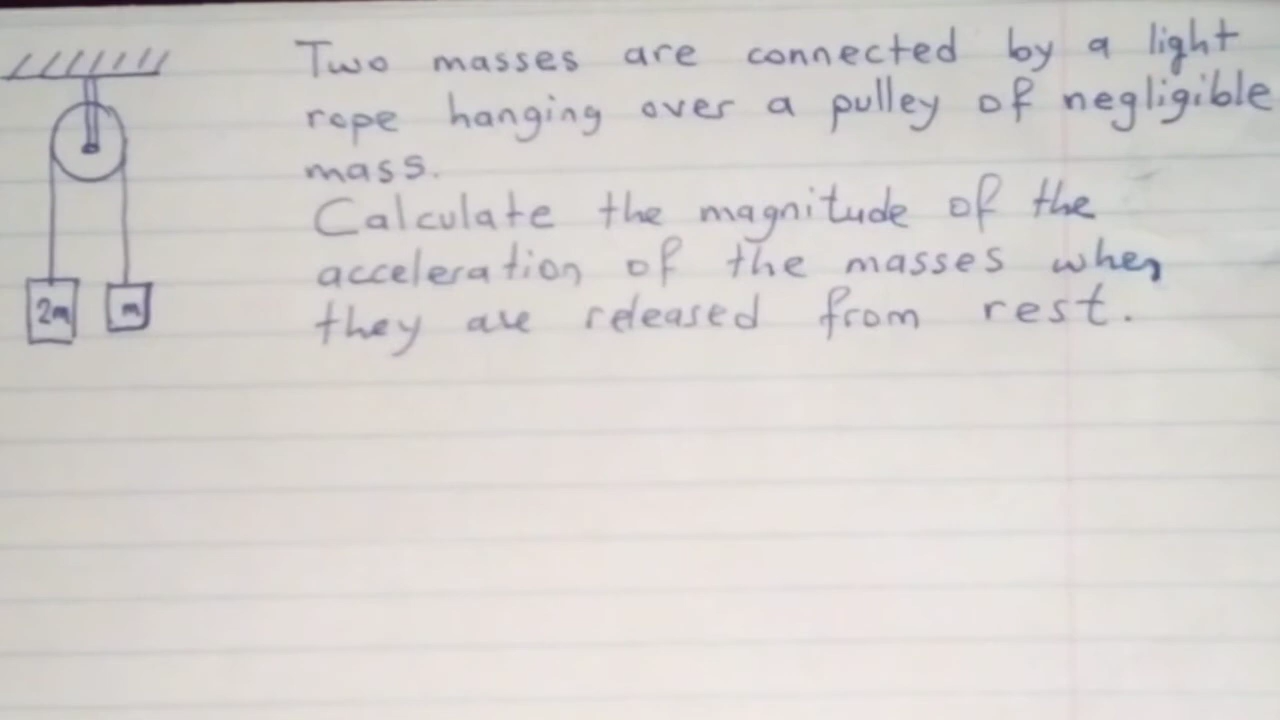 Two masses are connected by a light
rope hanging over a pulley of negligible
mass.
Calculate the magnitude of the
acceleration of the masses when
they are released from rest.
2m m